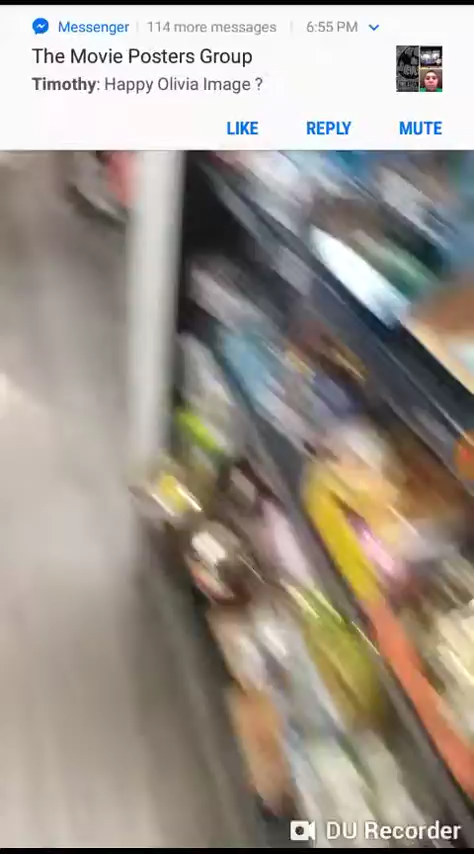 Messenger | 114 more messages | 6:55 PM
The Movie Posters Group
Timothy: Happy Olivia Image ?
LIKE REPLY MUTE
DU Recorder